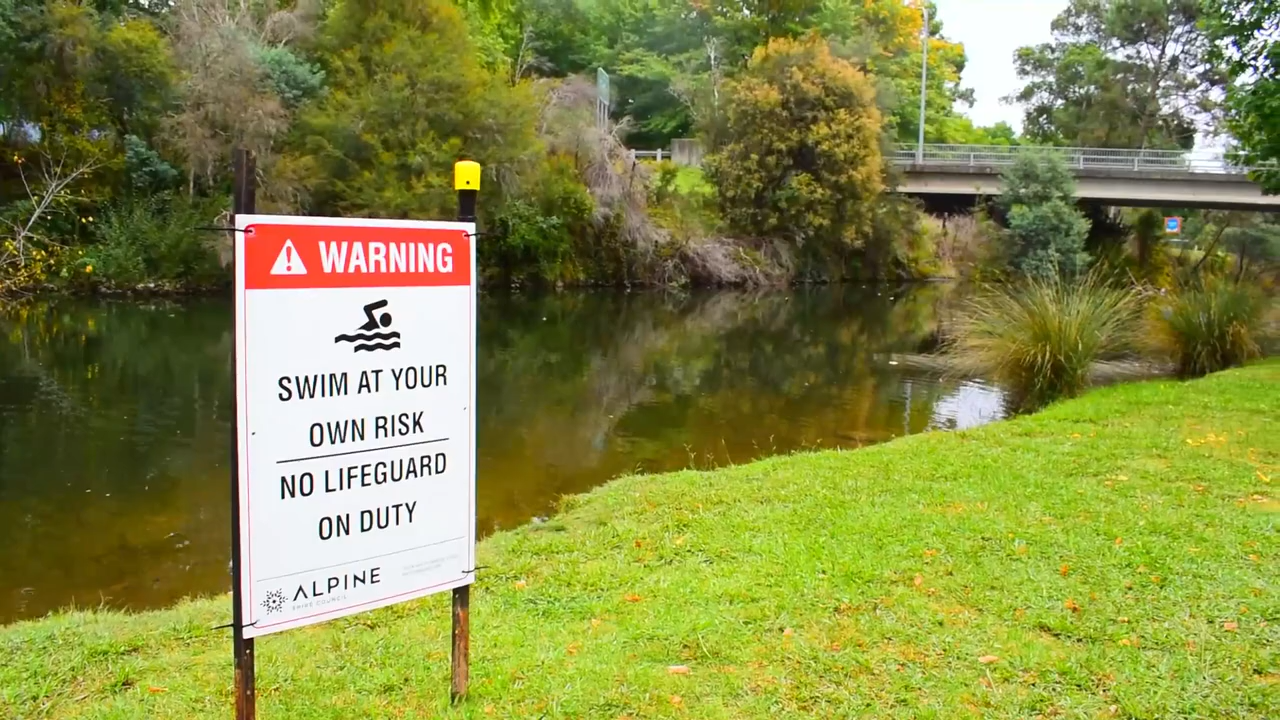 WARNING
SWIM AT YOUR
OWN RISK
NO LIFEGUARD
ON DUTY
ALPINE
SHIRE COUNCIL